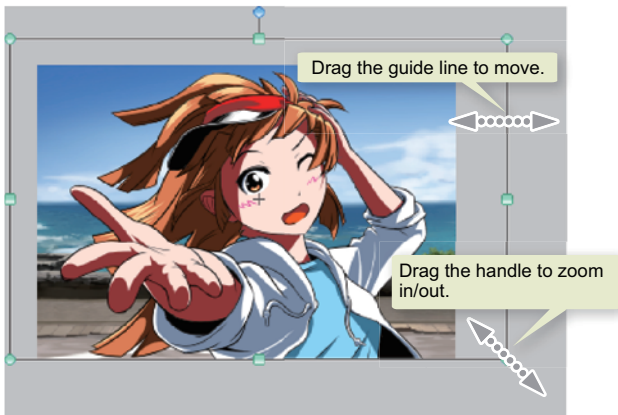 Drag the guide line to move.
Drag the handle to zoom
in/out.